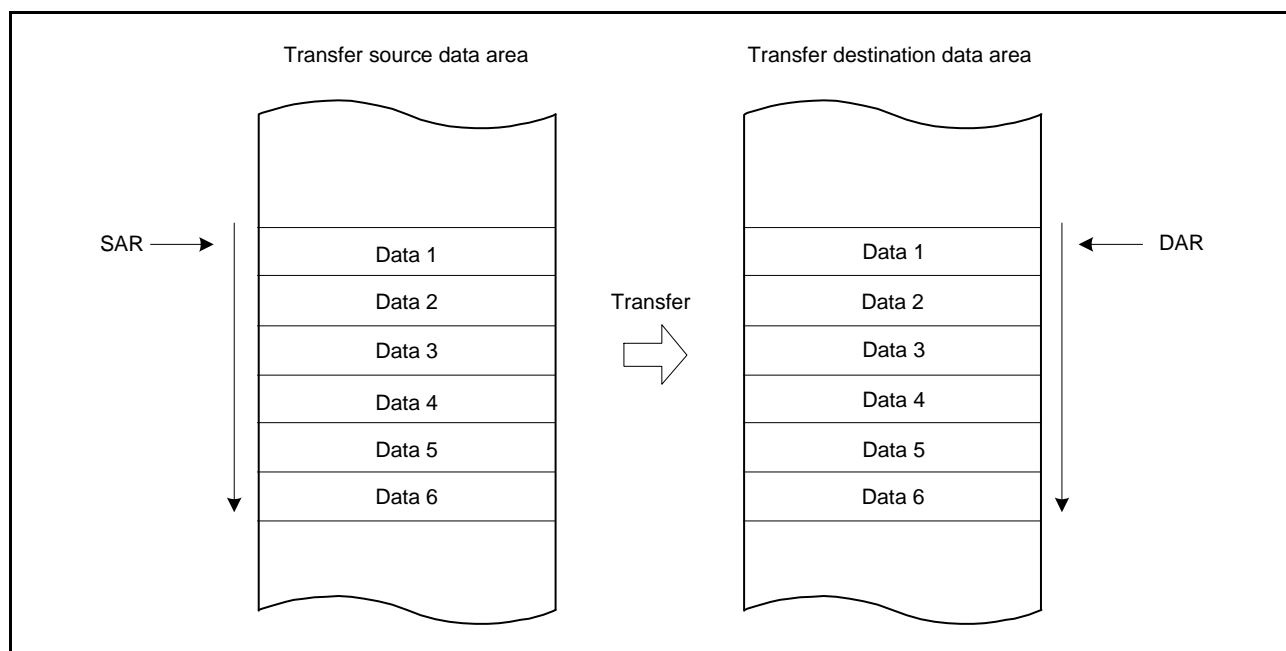 Transfer source data area
Transfer destination data area
SAR
Data 1
Data 2
Data 3
Data 4
Data 5
Data 6
Transfer
Data 1
Data 2
Data 3
Data 4
Data 5
Data 6
DAR